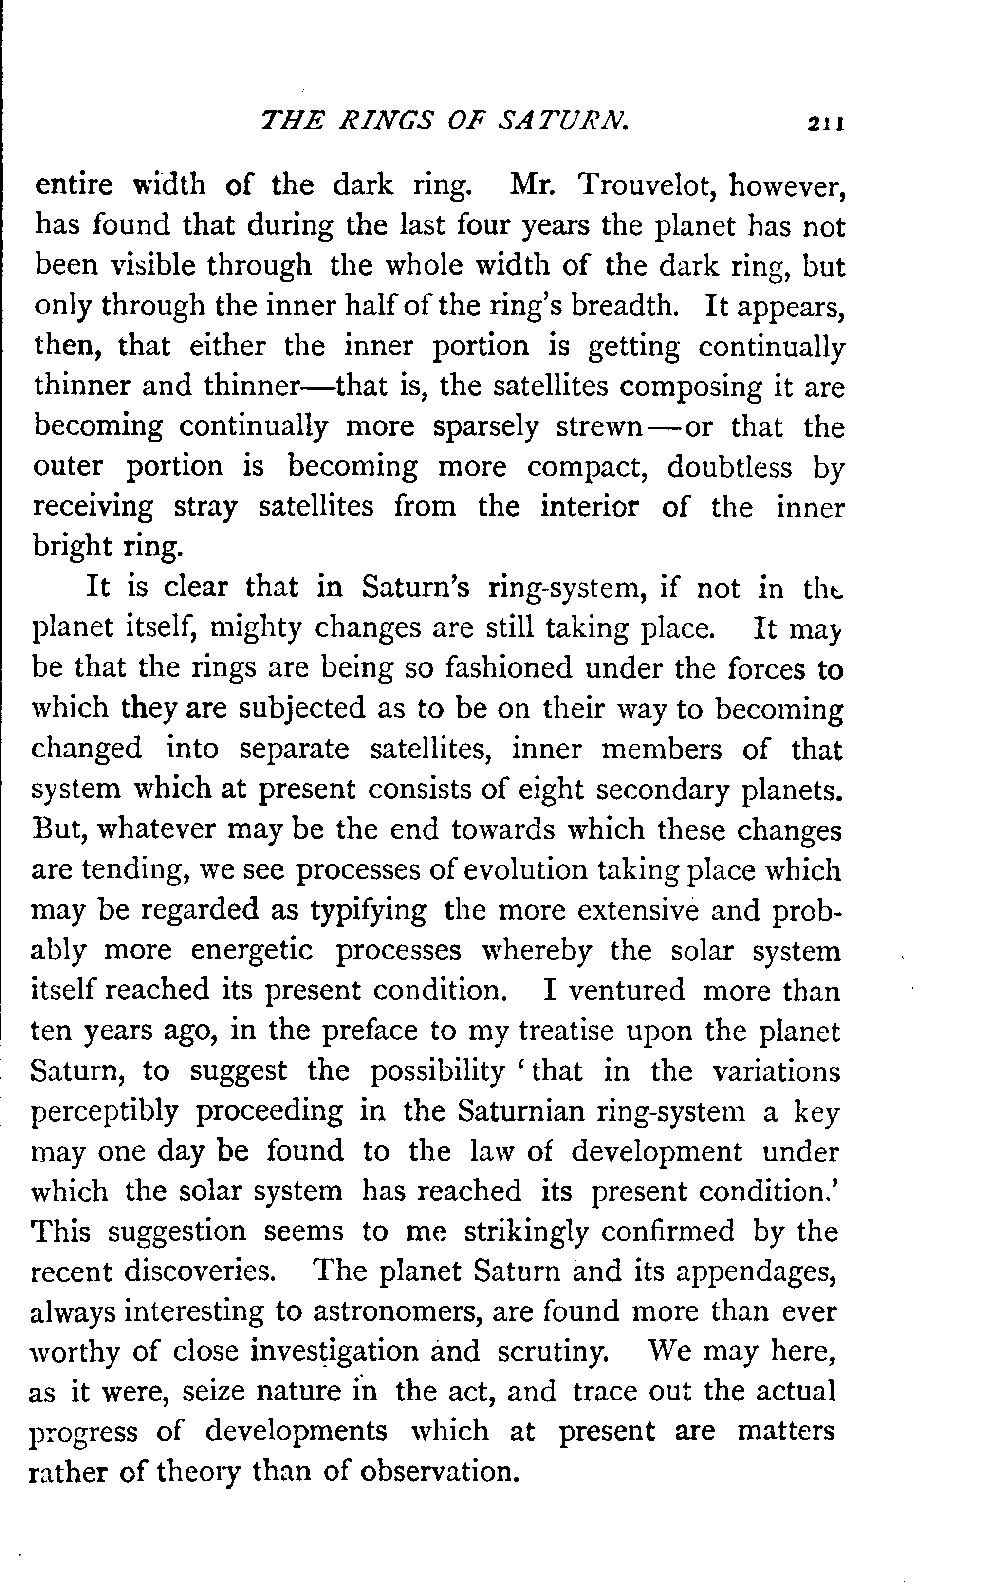 THE RINGS OF SATURN. 211
entire width of the dark ring. Mr. Trouvelot, however,
has found that during the last four years the planet has not
been visible through the whole width of the dark ring, but
only through the inner half of the ring's breadth. It appears,
then, that either the inner portion is getting continually
thinner and thinner—that is, the satellites composing it are
becoming continually more sparsely strewn—or that the
outer portion is becoming more compact, doubtless by
receiving stray satellites from the interior of the inner
bright ring.
It is clear that in Saturn's ring-system, if not in the
planet itself, mighty changes are still taking place. It may
be that the rings are being so fashioned under the forces to
which they are subjected as to be on their way to becoming
changed into separate satellites, inner members of that
system which at present consists of eight secondary planets.
But, whatever may be the end towards which these changes
are tending, we see processes of evolution taking place which
may be regarded as typifying the more extensive and prob-
ably more energetic processes whereby the solar system
itself reached its present condition. I ventured more than
ten years ago, in the preface to my treatise upon the planet
Saturn, to suggest the possibility ‘that in the variations
perceptibly proceeding in the Saturnian ring-system a key
may one day be found to the law of development under
which the solar system has reached its present condition.’
This suggestion seems to me strikingly confirmed by the
recent discoveries. The planet Saturn and its appendages,
always interesting to astronomers, are found more than ever
worthy of close investigation and scrutiny. We may here,
as it were, seize nature in the act, and trace out the actual
progress of developments which at present are matters
rather of theory than of observation.